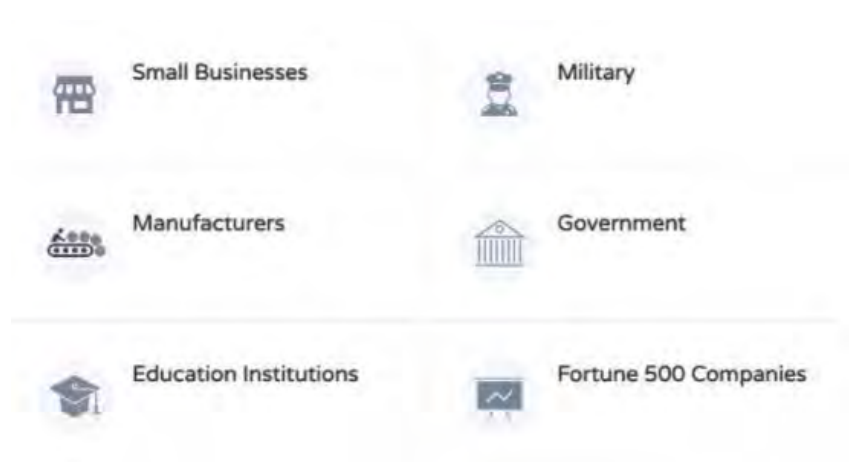 Small Businesses
Military
Manufacturers
Government
Education Institutions
Fortune 500 Companies